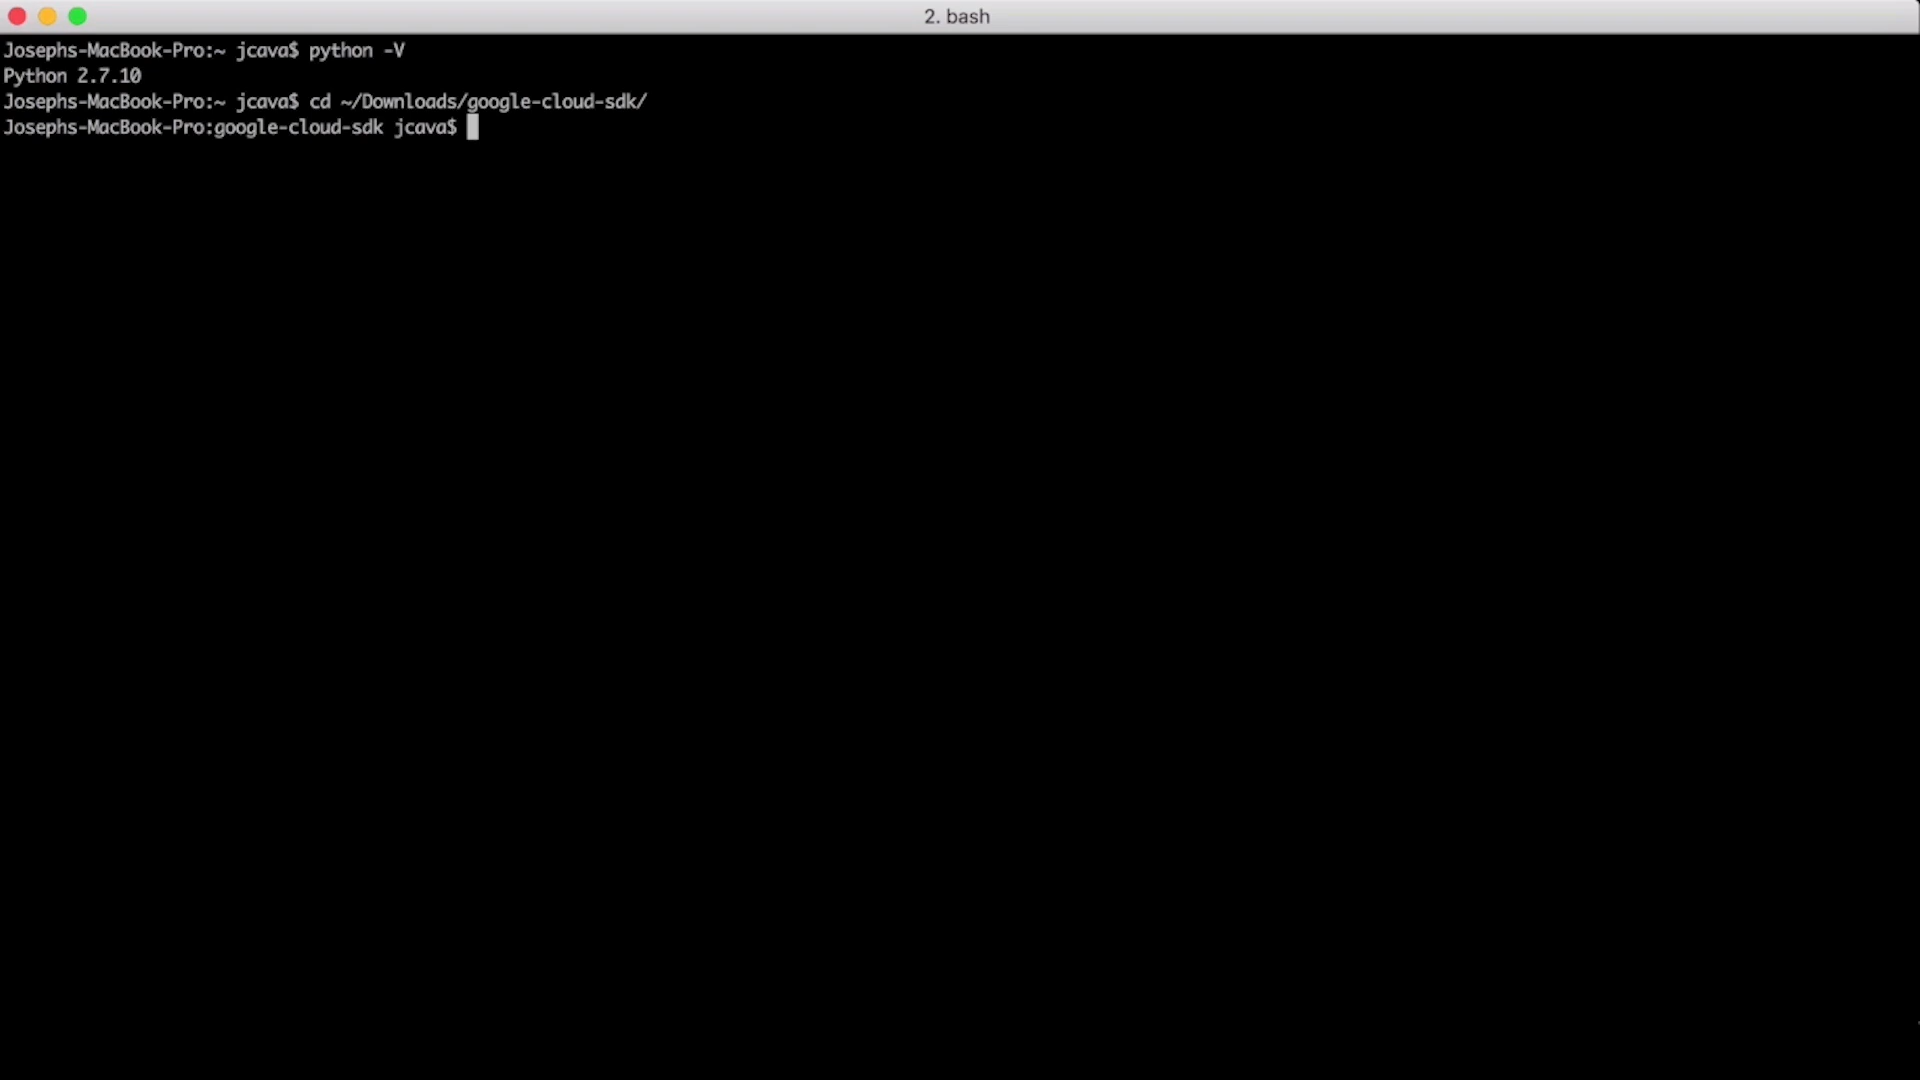 2. bash
Josephs-MacBook-Pro:~ jcava$ python -V
Python 2.7.10
Josephs-MacBook-Pro:~ jcava$ cd ~/Downloads/google-cloud-sdk/
Josephs-MacBook-Pro:google-cloud-sdk jcava$